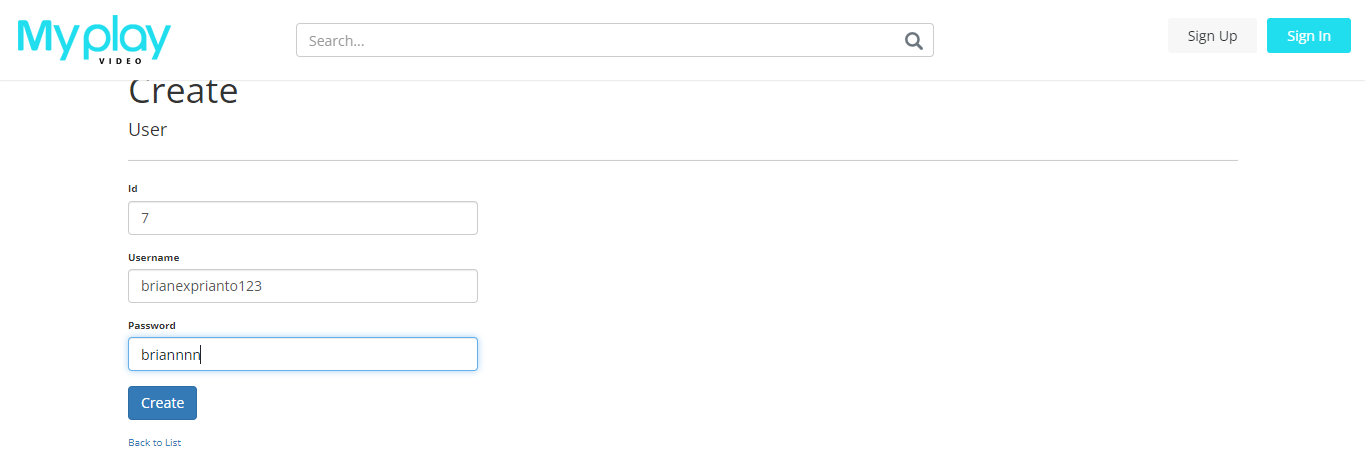 Myplay
VIDEO
Search...
Sign Up
Sign In
Create
User
Id
7
Username
brianexprianto123
Password
briannnn
Create
Back to List